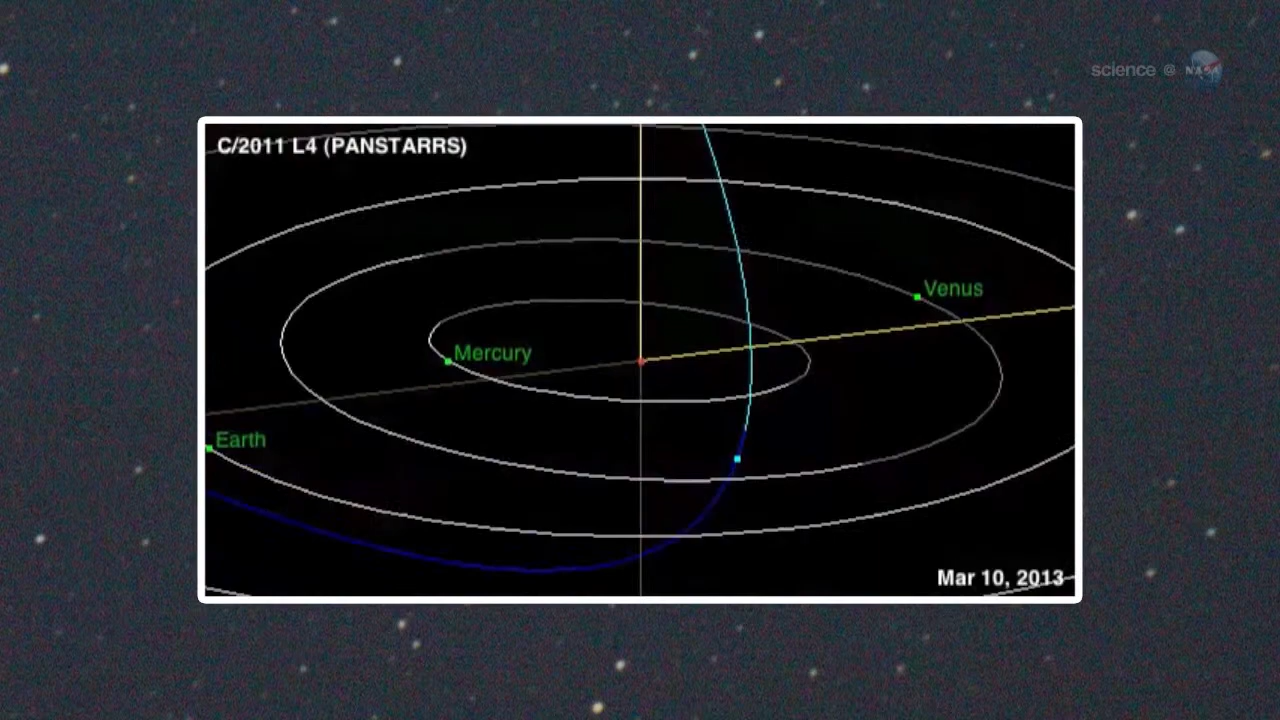 science @ NASA
C/2011 L4 (PANSTARRS)
Venus
Mercury
Earth
Mar 10, 2013